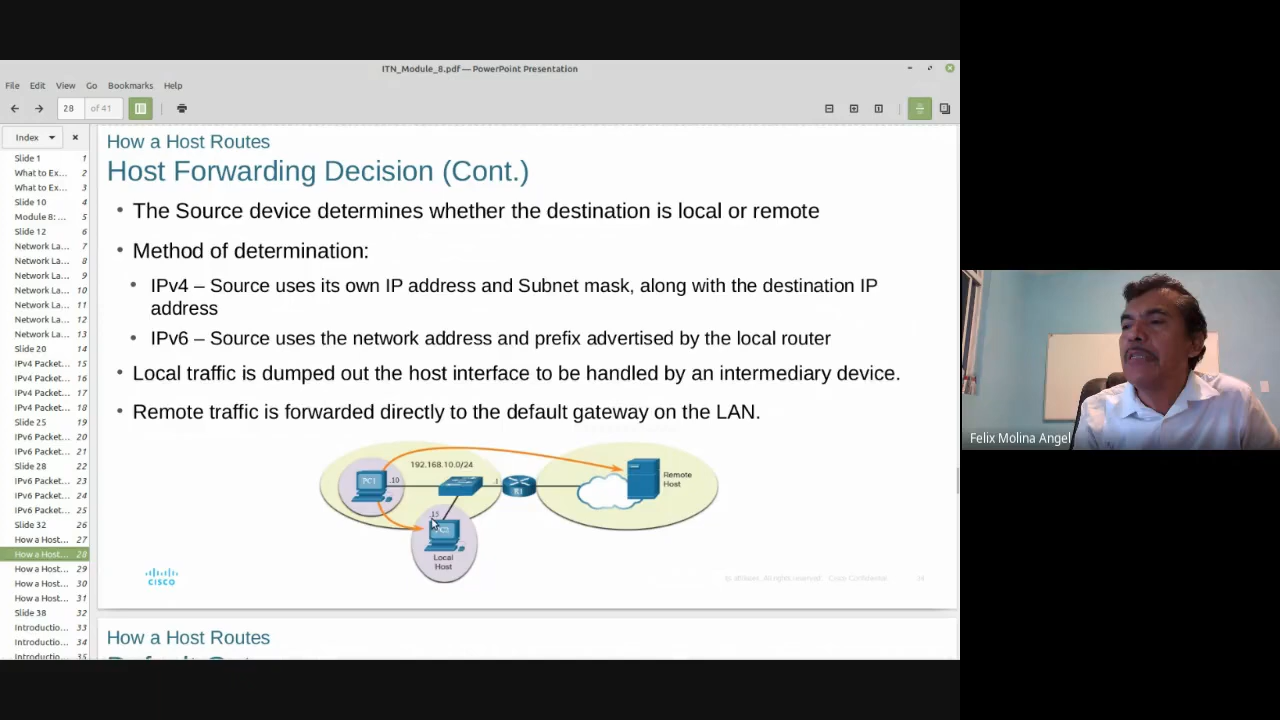 ITN_Module_8.pdf — PowerPoint Presentation
File Edit View Go Bookmarks Help
28 of 41
Index
Slide 1 1
What to Ex... 2
What to Ex... 3
Slide 10 4
Module 8: ... 5
Slide 12 6
Network La... 7
Network La... 8
Network La... 9
Network La... 10
Network La... 11
Network La... 12
Network La... 13
Slide 20 14
IPv4 Packet... 15
IPv4 Packet... 16
IPv4 Packet... 17
IPv4 Packet... 18
Slide 25 19
IPv6 Packet... 20
IPv6 Packet... 21
Slide 28 22
IPv6 Packet... 23
IPv6 Packet... 24
IPv6 Packet... 25
Slide 32 26
How a Host... 27
How a Host... 28
How a Host... 29
How a Host... 30
How a Host... 31
Slide 38 32
Introductio... 33
Introductio... 34
Introductio... 35
How a Host Routes
Host Forwarding Decision (Cont.)
• The Source device determines whether the destination is local or remote
• Method of determination:
• IPv4 – Source uses its own IP address and Subnet mask, along with the destination IP
address
• IPv6 – Source uses the network address and prefix advertised by the local router
• Local traffic is dumped out the host interface to be handled by an intermediary device.
• Remote traffic is forwarded directly to the default gateway on the LAN.
192.168.10.0/24
PC1
.10
.1
R1
Remote
Host
.15
Local
Host
CISCO
affiliates. All rights reserved. Cisco Confidential
How a Host Routes
Felix Molina Angel